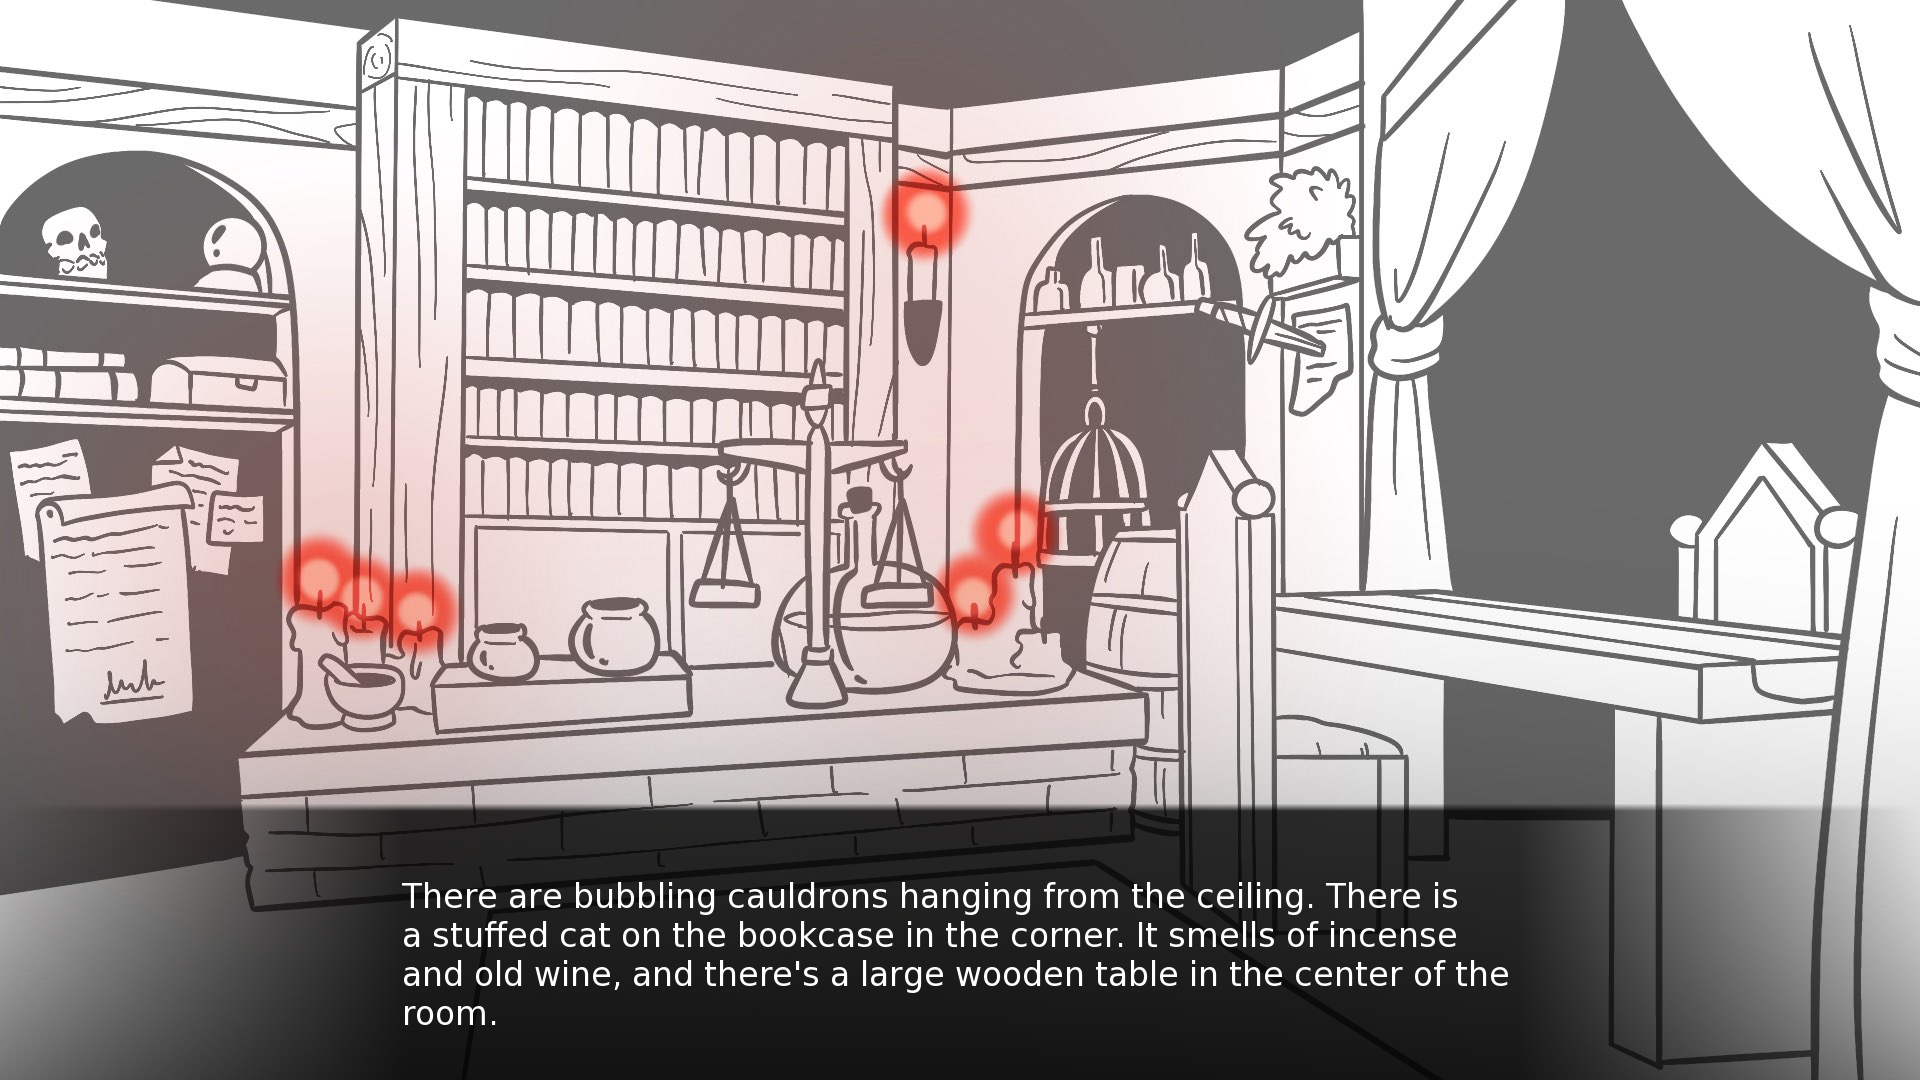 There are bubbling cauldrons hanging from the ceiling. There is
a stuffed cat on the bookcase in the corner. It smells of incense
and old wine, and there's a large wooden table in the center of the
room.